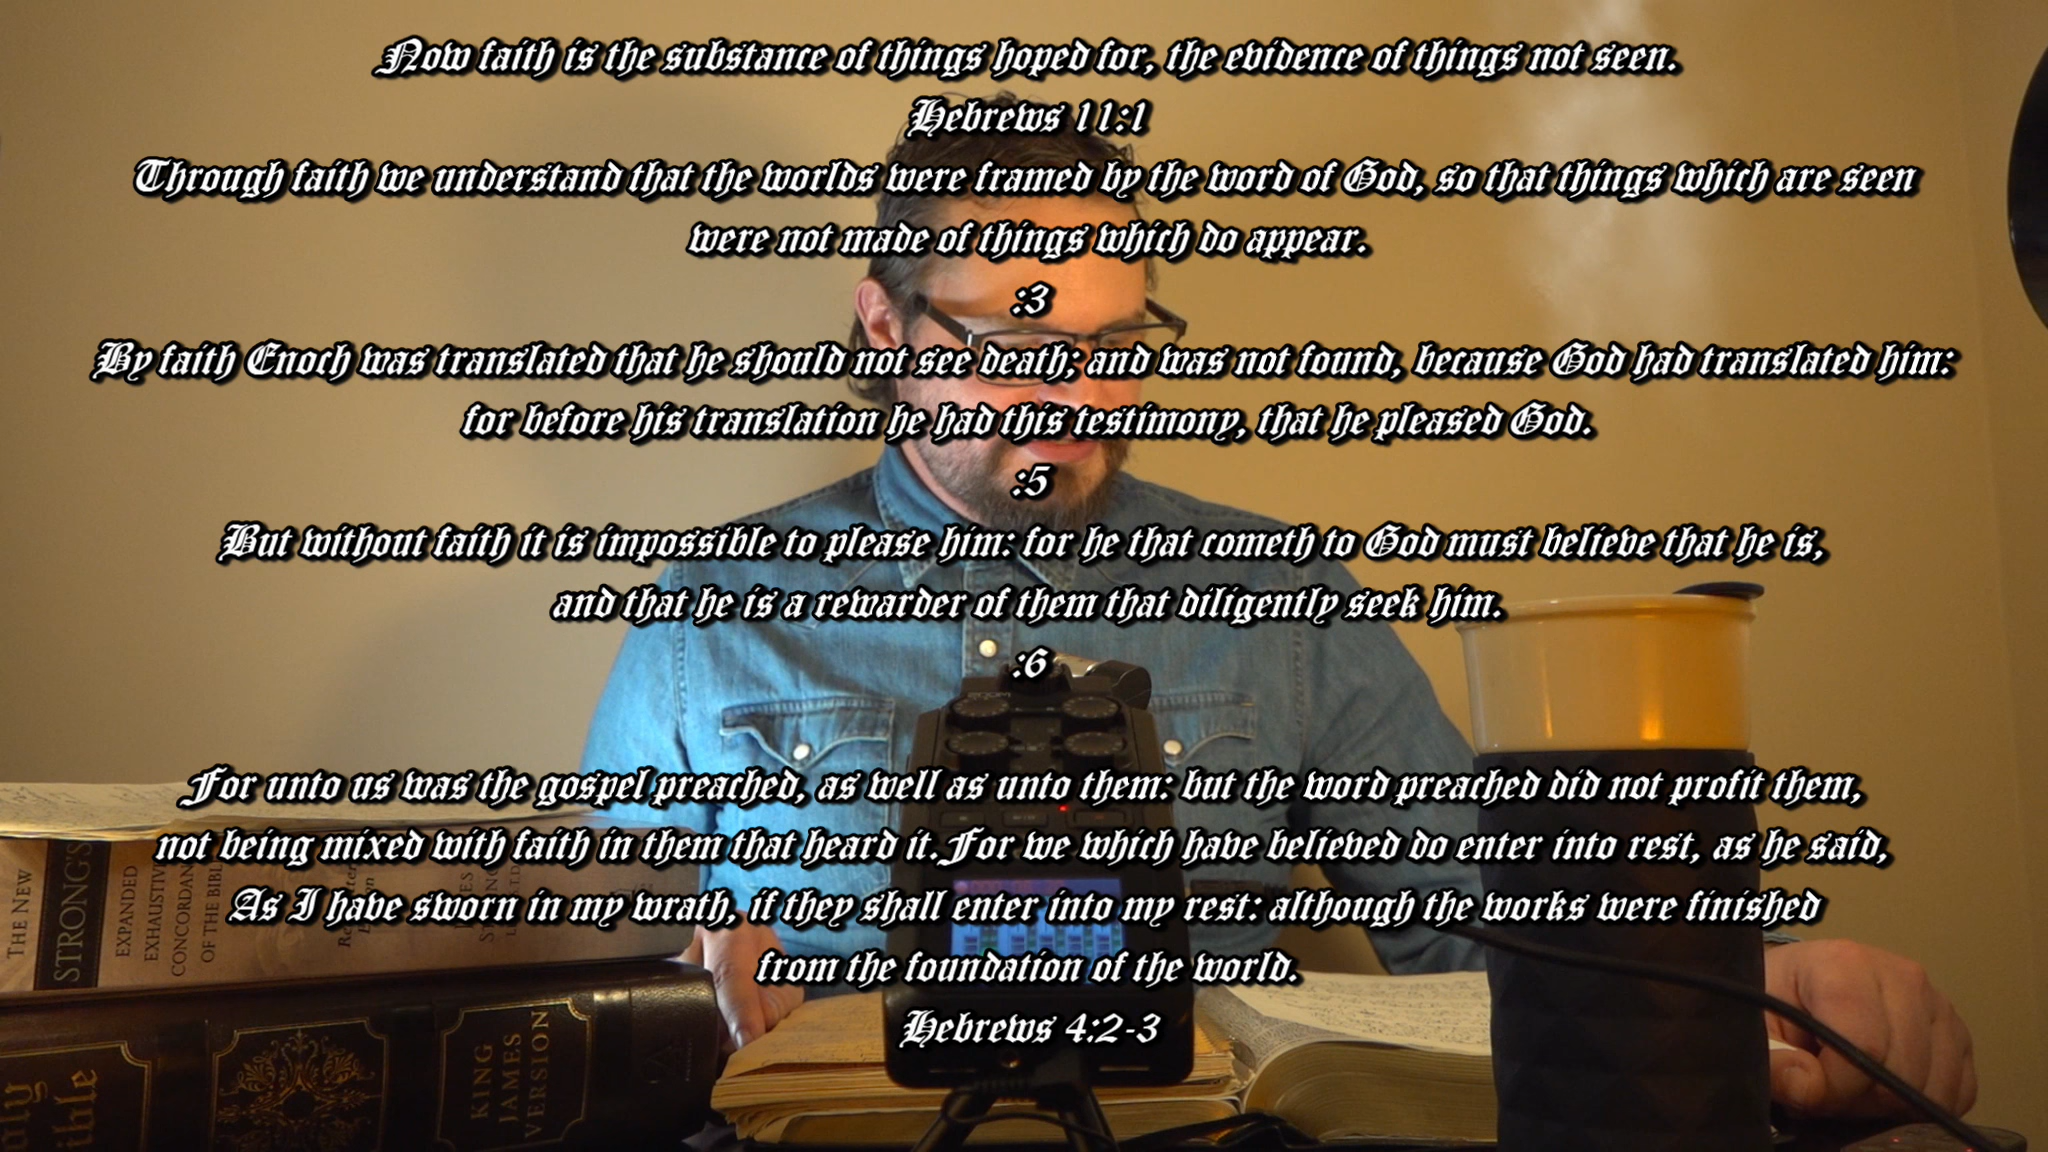 Now faith is the substance of things hoped for, the evidence of things not seen.
Hebrews 11:1
Through faith we understand that the worlds were framed by the word of God, so that things which are seen
were not made of things which do appear.
:3
By faith Enoch was translated that he should not see death; and was not found, because God had translated him:
for before his translation he had this testimony, that he pleased God.
:5
But without faith it is impossible to please him: for he that cometh to God must believe that he is,
and that he is a rewarder of them that diligently seek him.
:6
For unto us was the gospel preached, as well as unto them: but the word preached did not profit them,
not being mixed with faith in them that heard it.For we which have believed do enter into rest, as he said,
As I have sworn in my wrath, if they shall enter into my rest: although the works were finished
from the foundation of the world.
Hebrews 4:2-3
THE NEW
STRONG'S
EXPANDED
EXHAUSTIVE
CONCORDAN
OF THE BIBL
KING
JAMES
VERSION